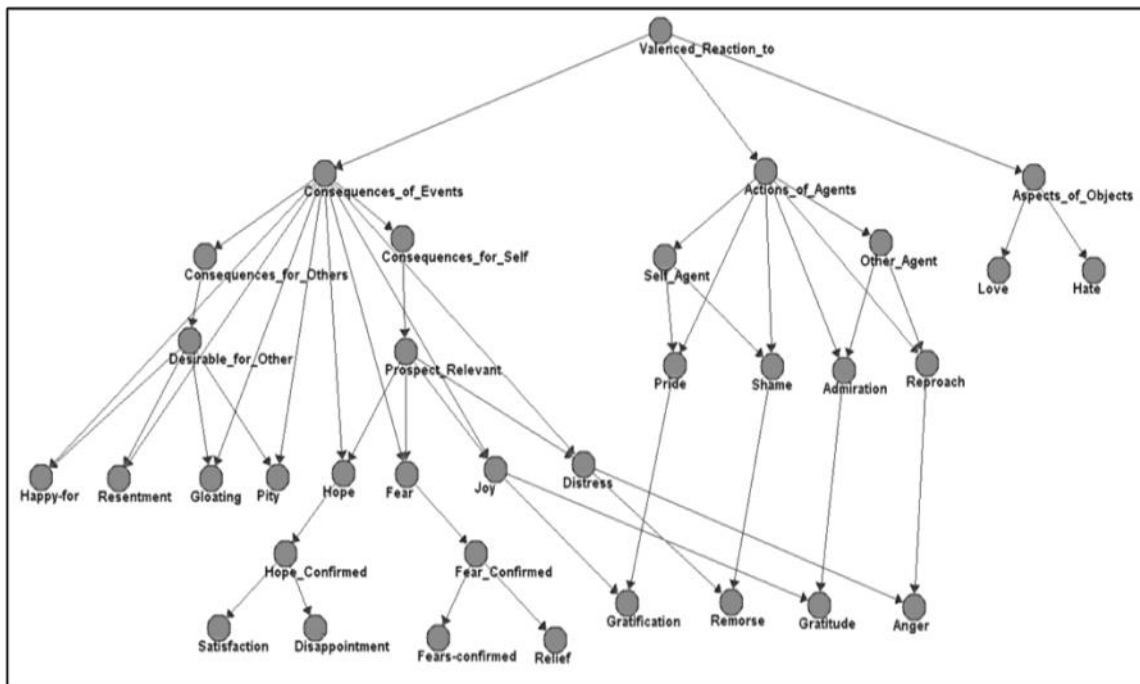 Valenced_Reaction_to
Consequences_of_Events
Actions_of_Agents
Aspects_of_Objects
Consequences_for_Others
Consequences_for_Self
Self_Agent
Other_Agent
Love
Hate
Desirable_for_Other
Prospect_Relevant
Pride
Shame
Admiration
Reproach
Happy-for
Resentment
Gloating
Pity
Hope
Fear
Joy
Distress
Hope_Confirmed
Fear_Confirmed
Gratification
Remorse
Gratitude
Anger
Satisfaction
Disappointment
Fears-confirmed
Relief